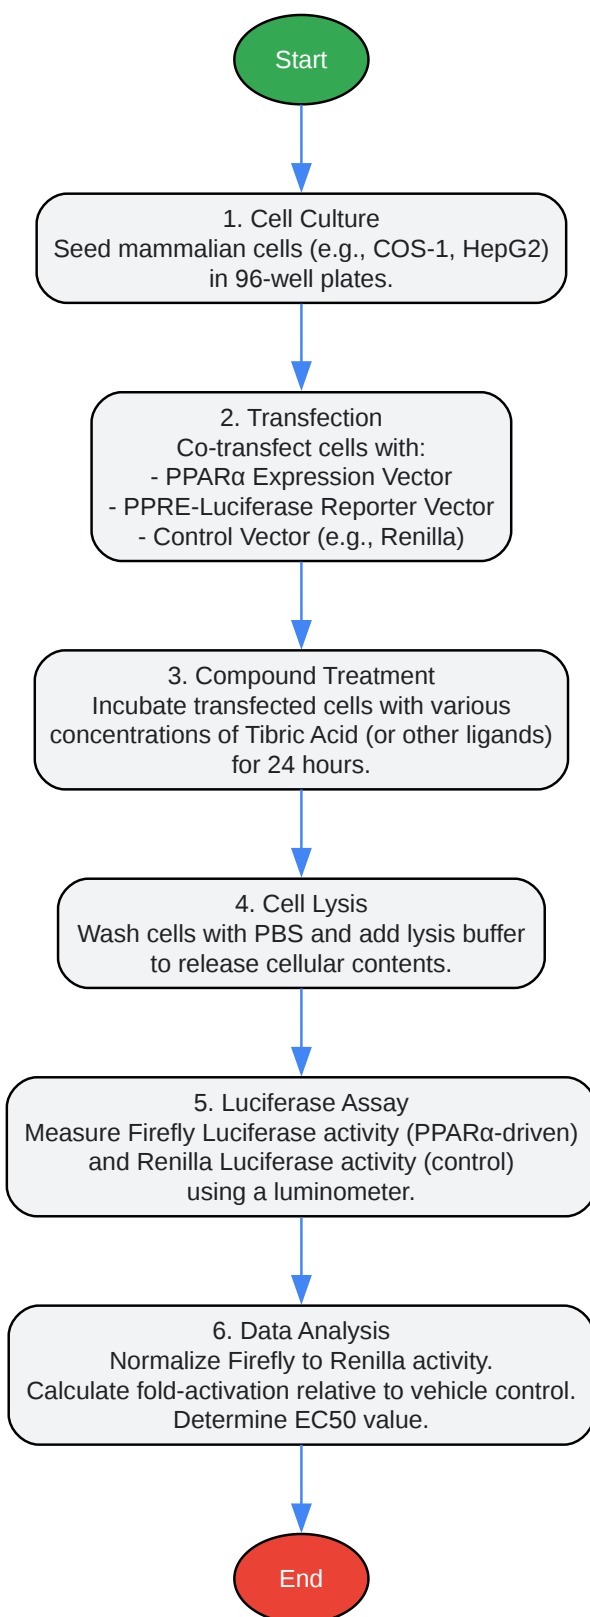 Start
1. Cell Culture
Seed mammalian cells (e.g., COS-1, HepG2)
in 96-well plates.
2. Transfection
Co-transfect cells with:
- PPARα Expression Vector
- PPRE-Luciferase Reporter Vector
- Control Vector (e.g., Renilla)
3. Compound Treatment
Incubate transfected cells with various
concentrations of Tibric Acid (or other ligands)
for 24 hours.
4. Cell Lysis
Wash cells with PBS and add lysis buffer
to release cellular contents.
5. Luciferase Assay
Measure Firefly Luciferase activity (PPARα-driven)
and Renilla Luciferase activity (control)
using a luminometer.
6. Data Analysis
Normalize Firefly to Renilla activity.
Calculate fold-activation relative to vehicle control.
Determine EC50 value.
End